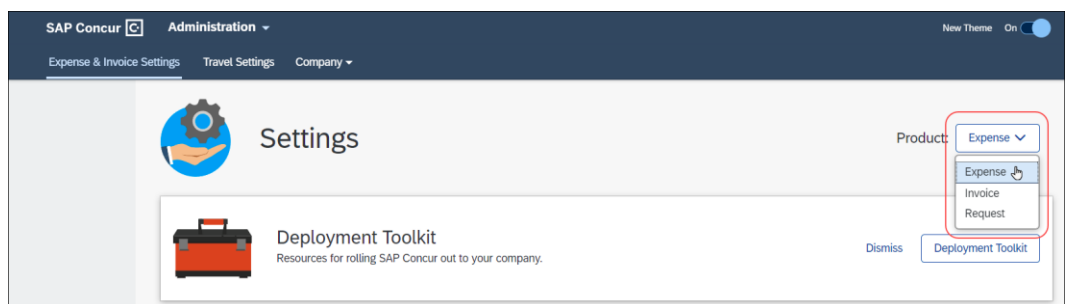 SAP Concur C Administration
New Theme On
Expense & Invoice Settings Travel Settings Company
Settings
Product: Expense
Expense
Invoice
Request
Deployment Toolkit
Resources for rolling SAP Concur out to your company.
Dismiss Deployment Toolkit